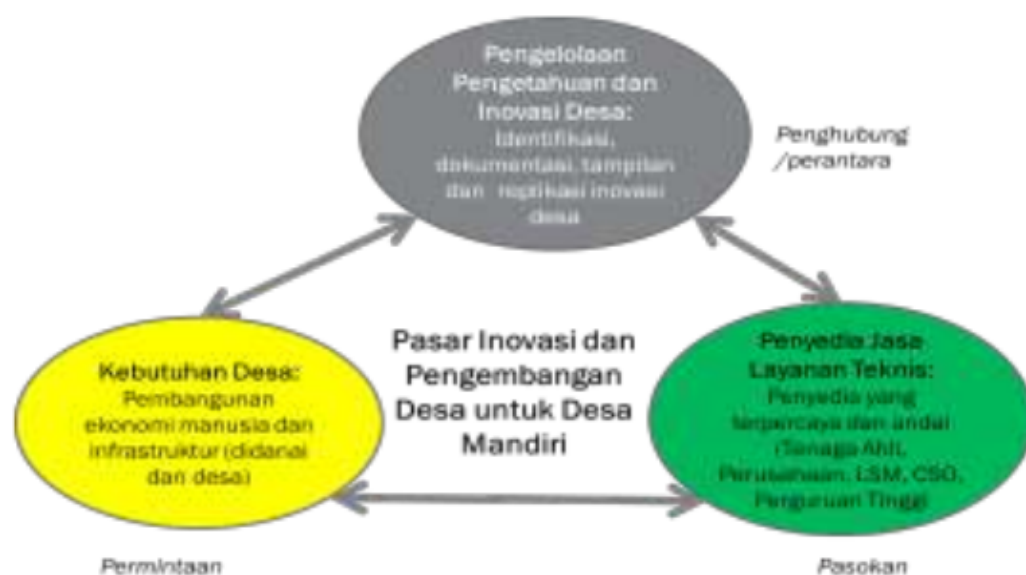 Pengelolaan
Pengetahuan dan
Inovasi Desa:
Identifikasi,
dokumentasi, tampilan
dan replikasi inovasi
desa
Penghubung
/perantara
Kebutuhan Desa:
Pembangunan
ekonomi manusia dan
infrastruktur (didanai
dan desa)
Pasar Inovasi dan
Pengembangan
Desa untuk Desa
Mandiri
Penyedia Jasa
Layanan Teknis:
Penyedia yang
terpercaya dan andal
(Tenaga Ahli,
Perusahaan, LSM, CSO,
Perguruan Tinggi
Permintaan
Pasokan